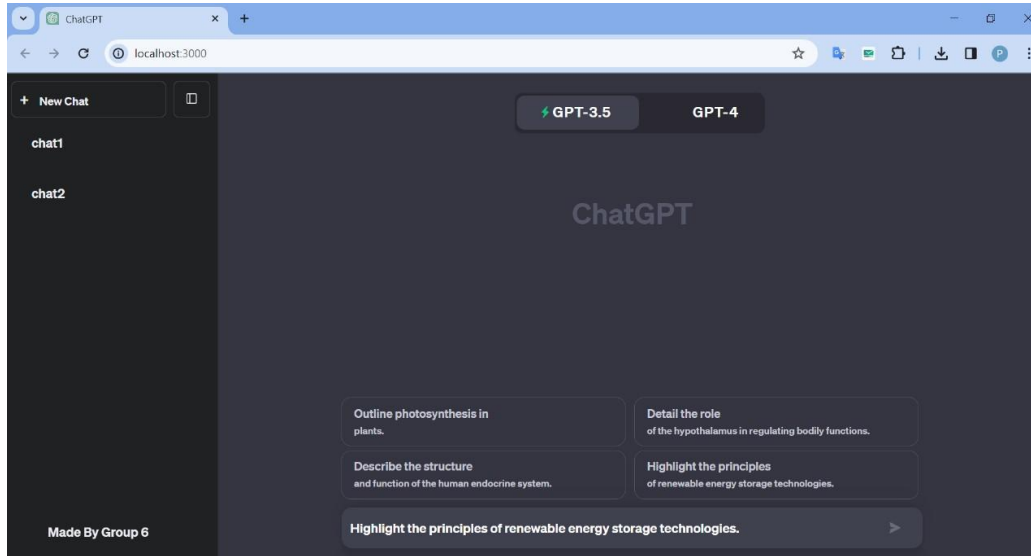 ChatGPT
localhost:3000
P
+ New Chat
chat1
chat2
Made By Group 6
GPT-3.5
GPT-4
ChatGPT
Outline photosynthesis in
plants.
Detail the role
of the hypothalamus in regulating bodily functions.
Describe the structure
and function of the human endocrine system.
Highlight the principles
of renewable energy storage technologies.
Highlight the principles of renewable energy storage technologies.